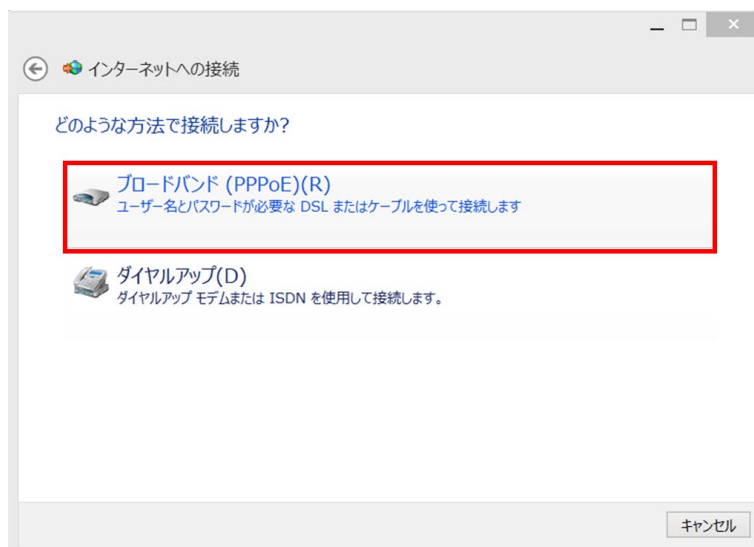 インターネットへの接続
どのような方法で接続しますか?
ブロードバンド (PPPoE)(R)
ユーザー名とパスワードが必要な DSL またはケーブルを使って接続します
ダイヤルアップ(D)
ダイヤルアップ モデムまたは ISDN を使用して接続します。
キャンセル